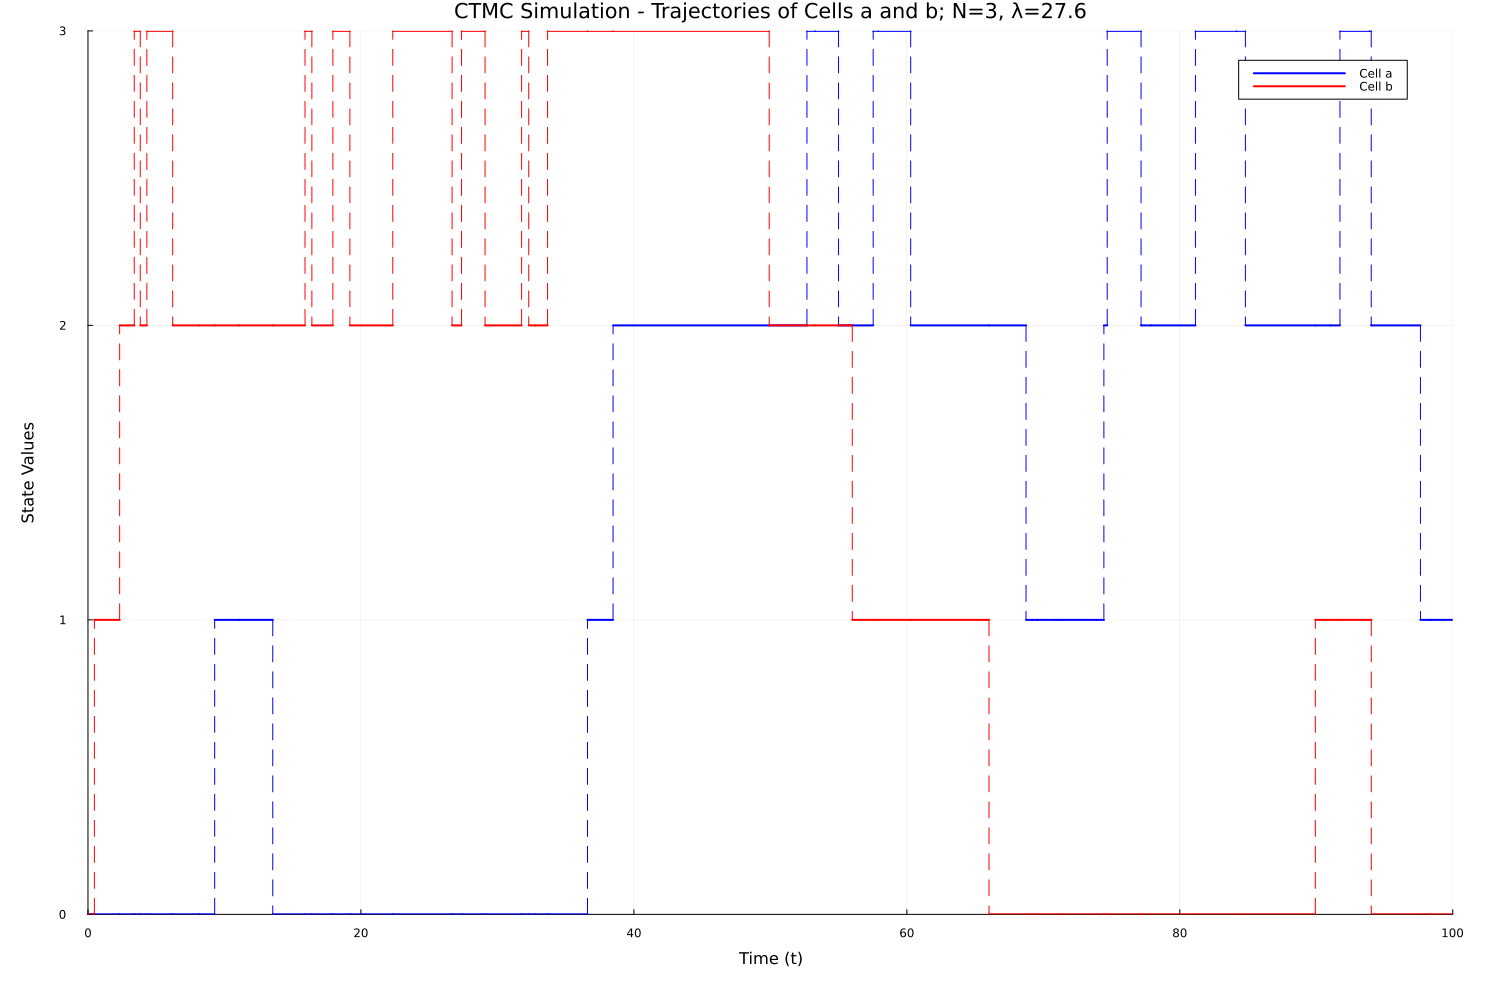 CTMC Simulation - Trajectories of Cells a and b; N=3, λ=27.6
3
Cell a
Cell b
2
State Values
1
0
0 20 40 60 80 100
Time (t)